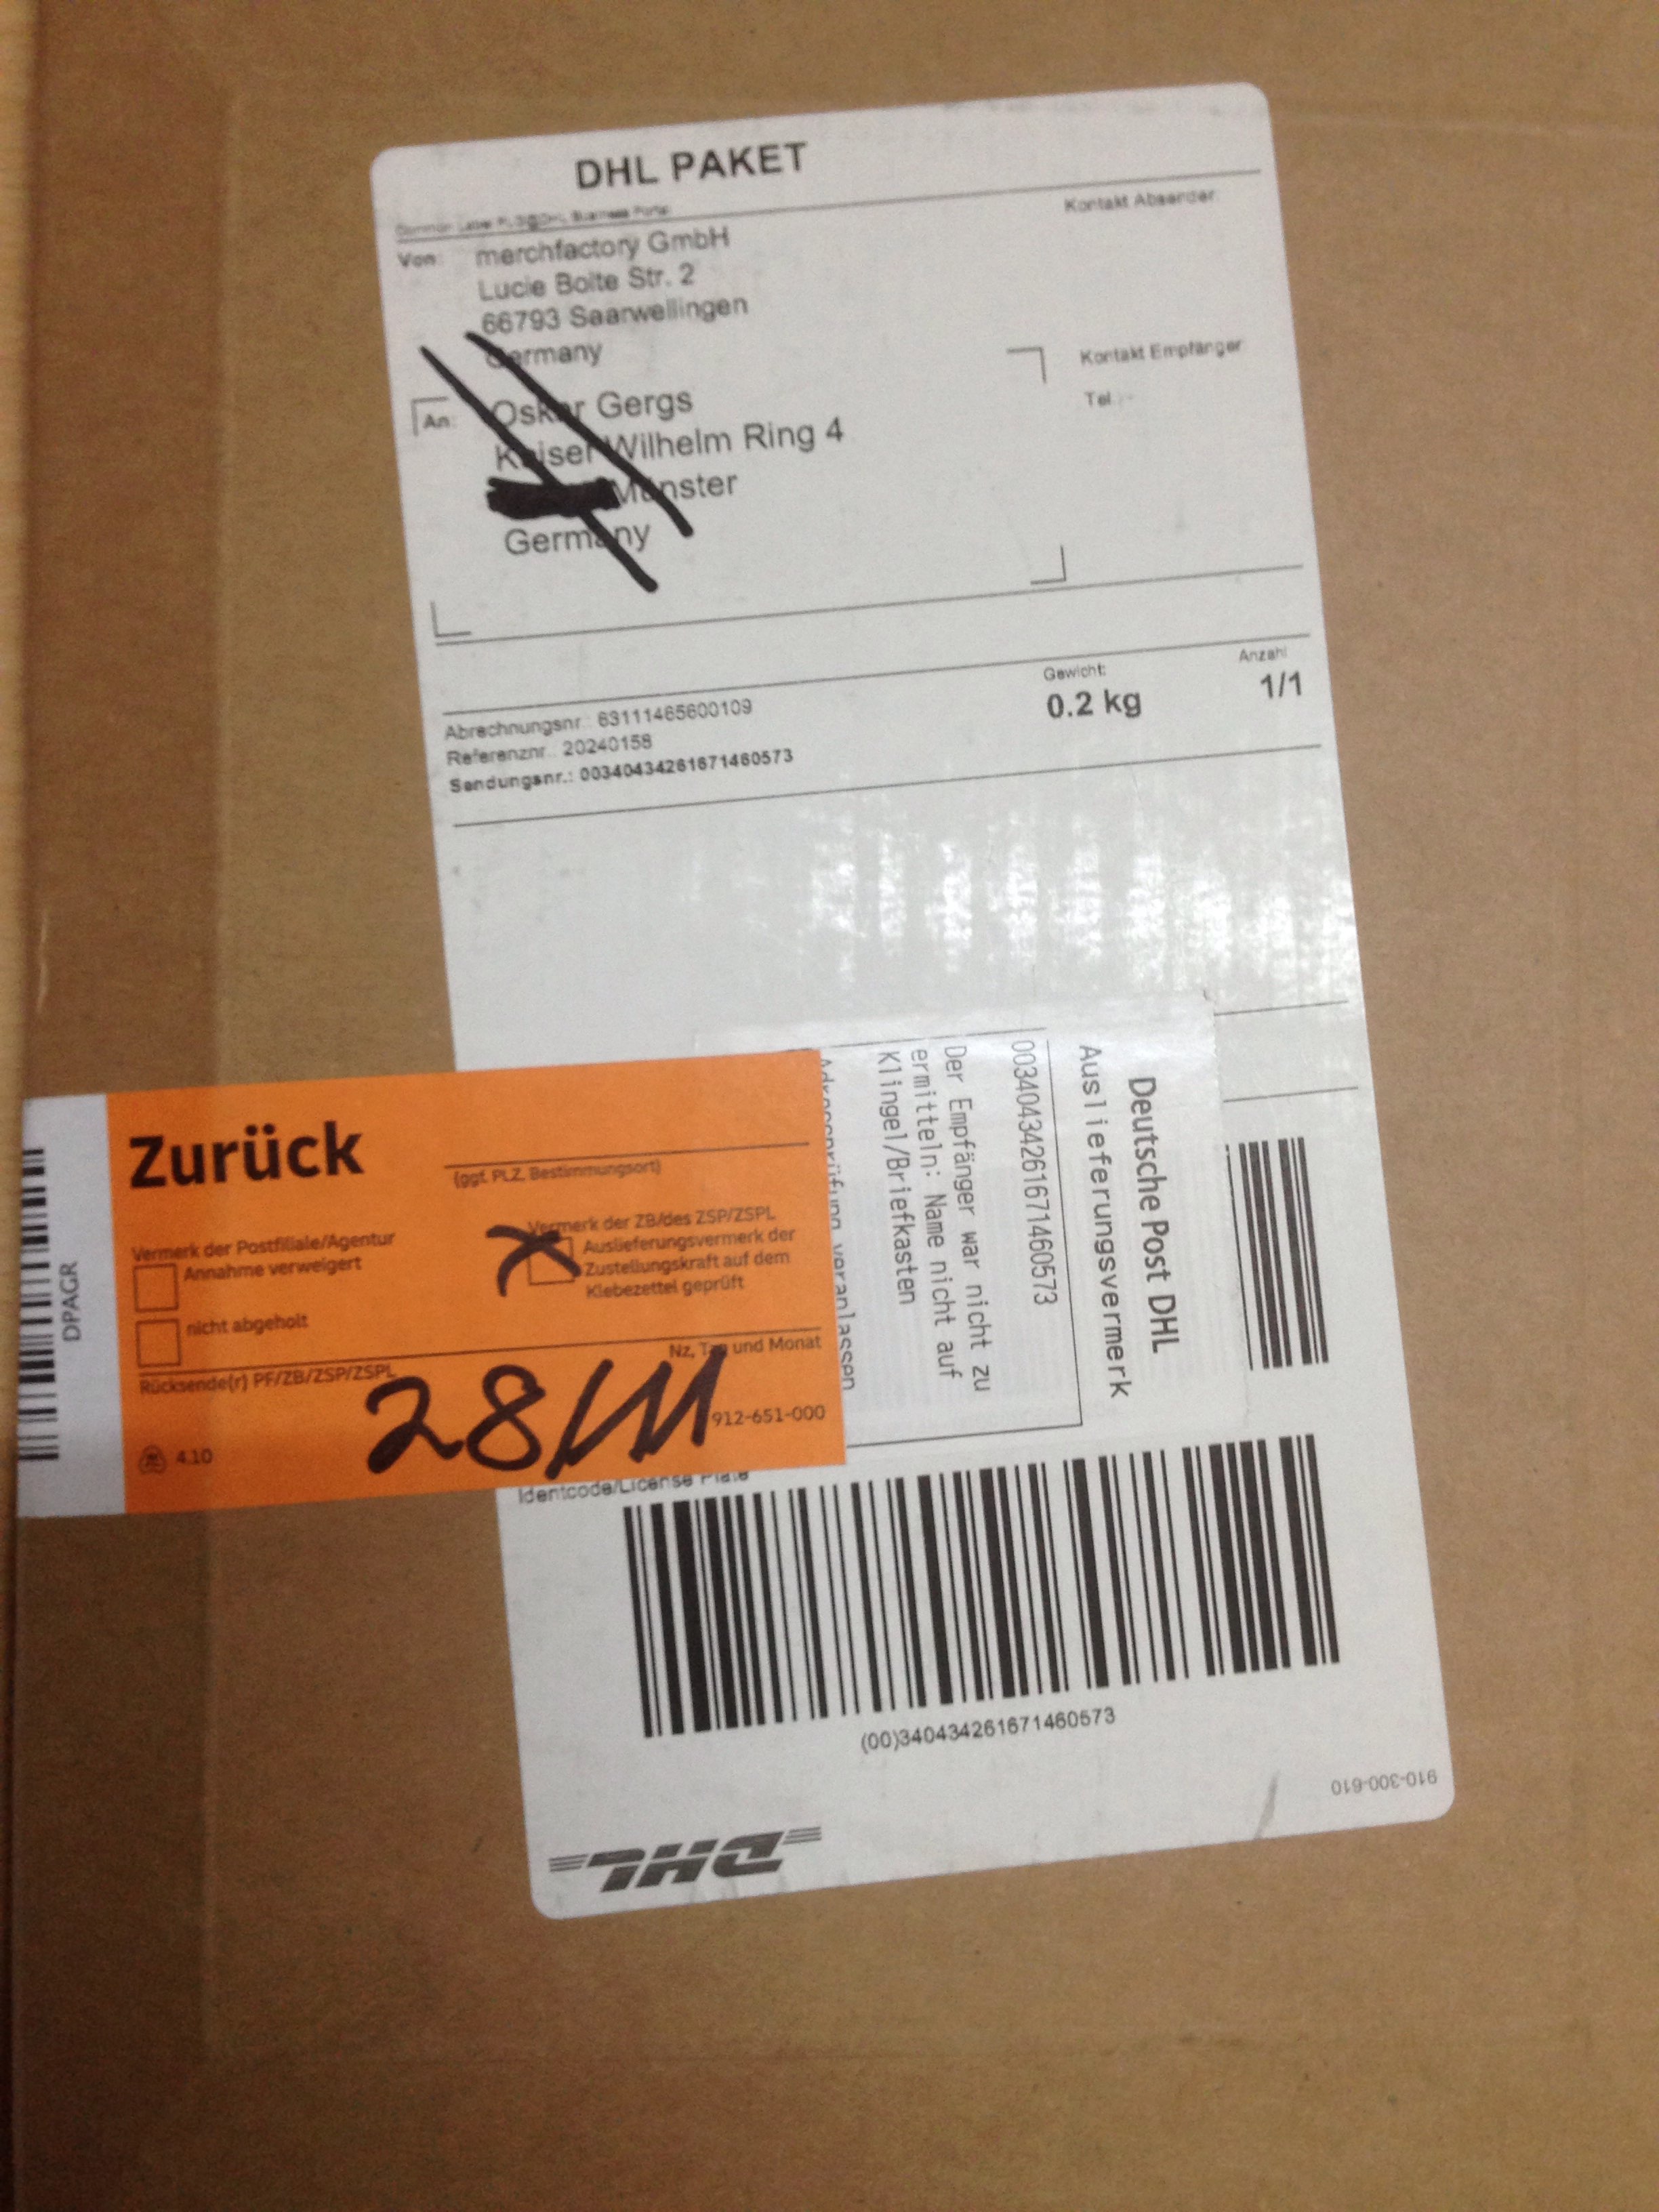 DHL PAKET
Kontakt Absender
Von: merchfactory GmbH
Lucie Bolte Str. 2
66793 Saarwellingen
Germany
Kontakt Empfänger
Tel.:-
An: Oskar Gergs
Kaiser Wilhelm Ring 4
Münster
Germany
Gewicht:
0.2 kg
Anzahl
1/1
Abrechnungsnr.: 63111465600109
Referenznr.: 20240158
Sendungsnr.: 00340434261671460573
Deutsche Post DHL
Auslieferungsvermerk
00340434261671460573
Der Empfänger war nicht zu
ermitteln: Name nicht auf
Klingel/Briefkasten
Adressprüfung veranlassen
DPAGR
Zurück
(ggf. PLZ, Bestimmungsort)
Vermerk der Postfiliale/Agentur
Annahme verweigert
nicht abgeholt
Vermerk der ZB/des ZSP/ZSPL
Auslieferungsvermerk der
Zustellungskraft auf dem
Klebezettel geprüft
Rücksende(r) PF/ZB/ZSP/ZSPL
Nz, Tag und Monat
28/
912-651-000
4.10
Identcode/License Plate
(00)340434261671460573
910-300-610
DHL